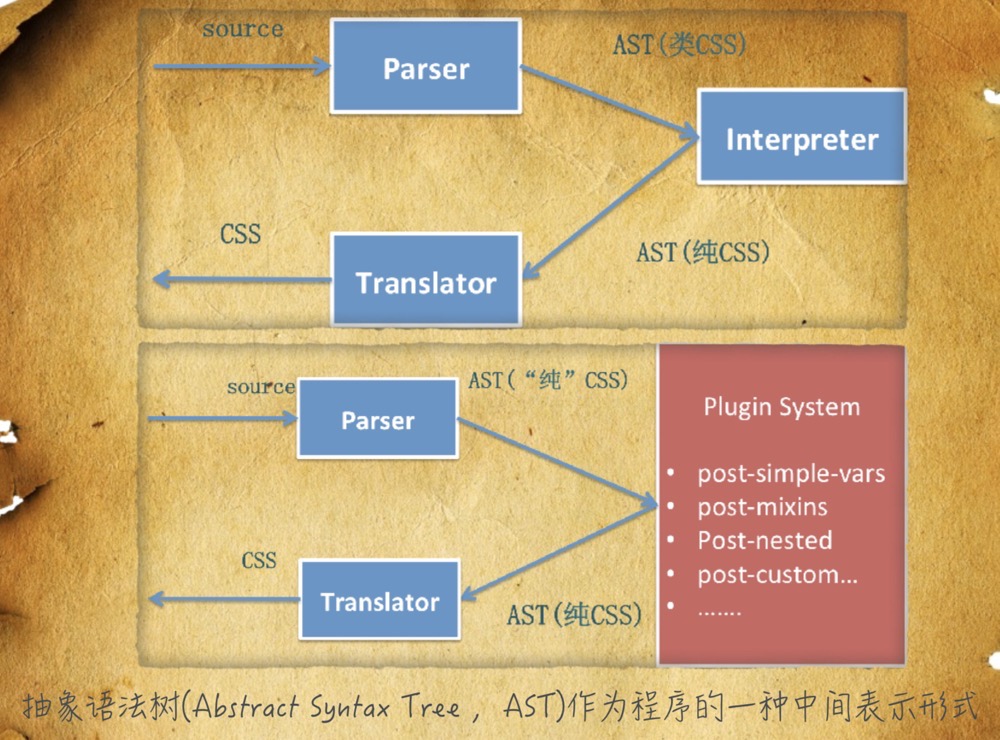 source
Parser
AST(类CSS)
Interpreter
CSS
Translator
AST(纯CSS)
source
Parser
AST(“纯”CSS)
Plugin System
• post-simple-vars
• post-mixins
• Post-nested
• post-custom...
• .......
CSS
Translator
AST(纯CSS)
抽象语法树(Abstract Syntax Tree ，AST)作为程序的一种中间表示形式